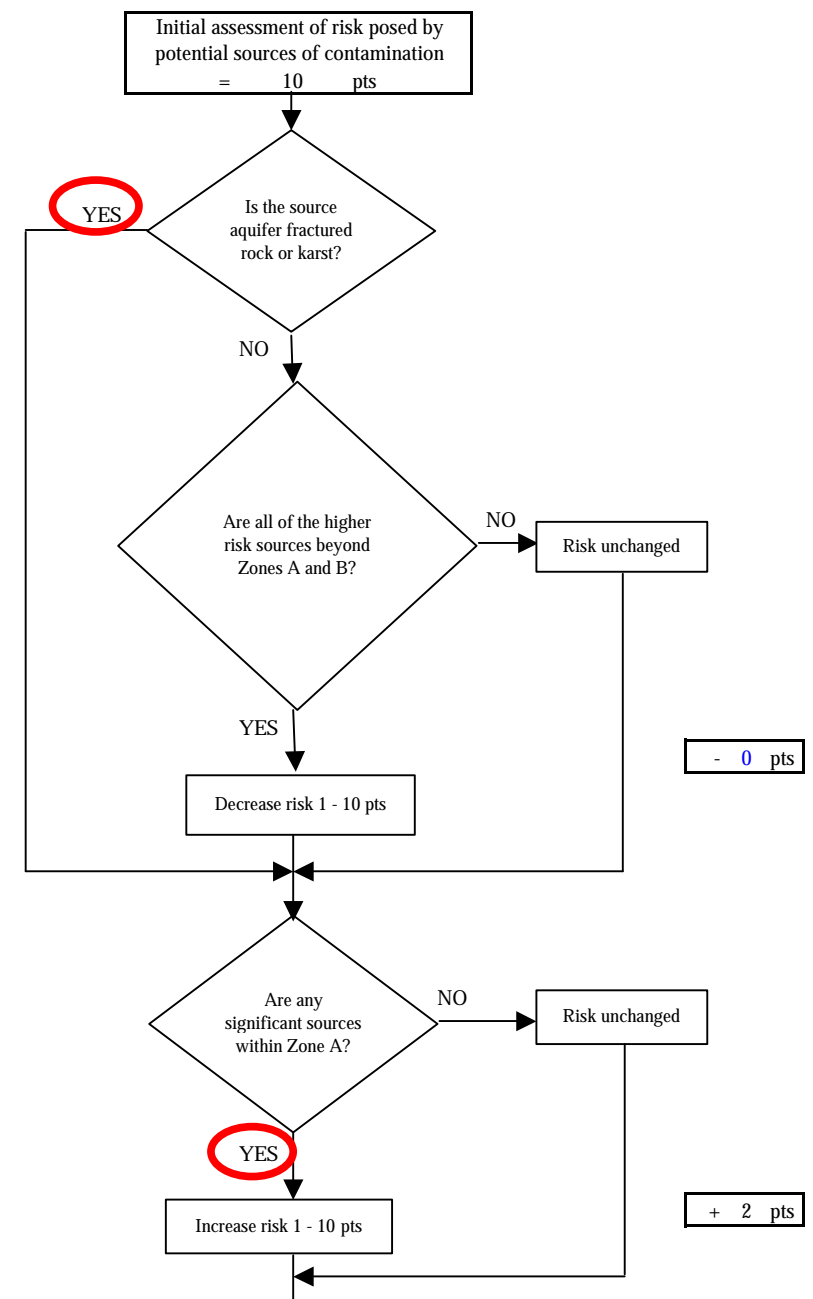 Initial assessment of risk posed by
potential sources of contamination
= 10 pts
YES
Is the source
aquifer fractured
rock or karst?
NO
Are all of the higher
risk sources beyond
Zones A and B?
NO
Risk unchanged
YES
- 0 pts
Decrease risk 1 - 10 pts
Are any
significant sources
within Zone A?
NO
Risk unchanged
YES
+ 2 pts
Increase risk 1 - 10 pts